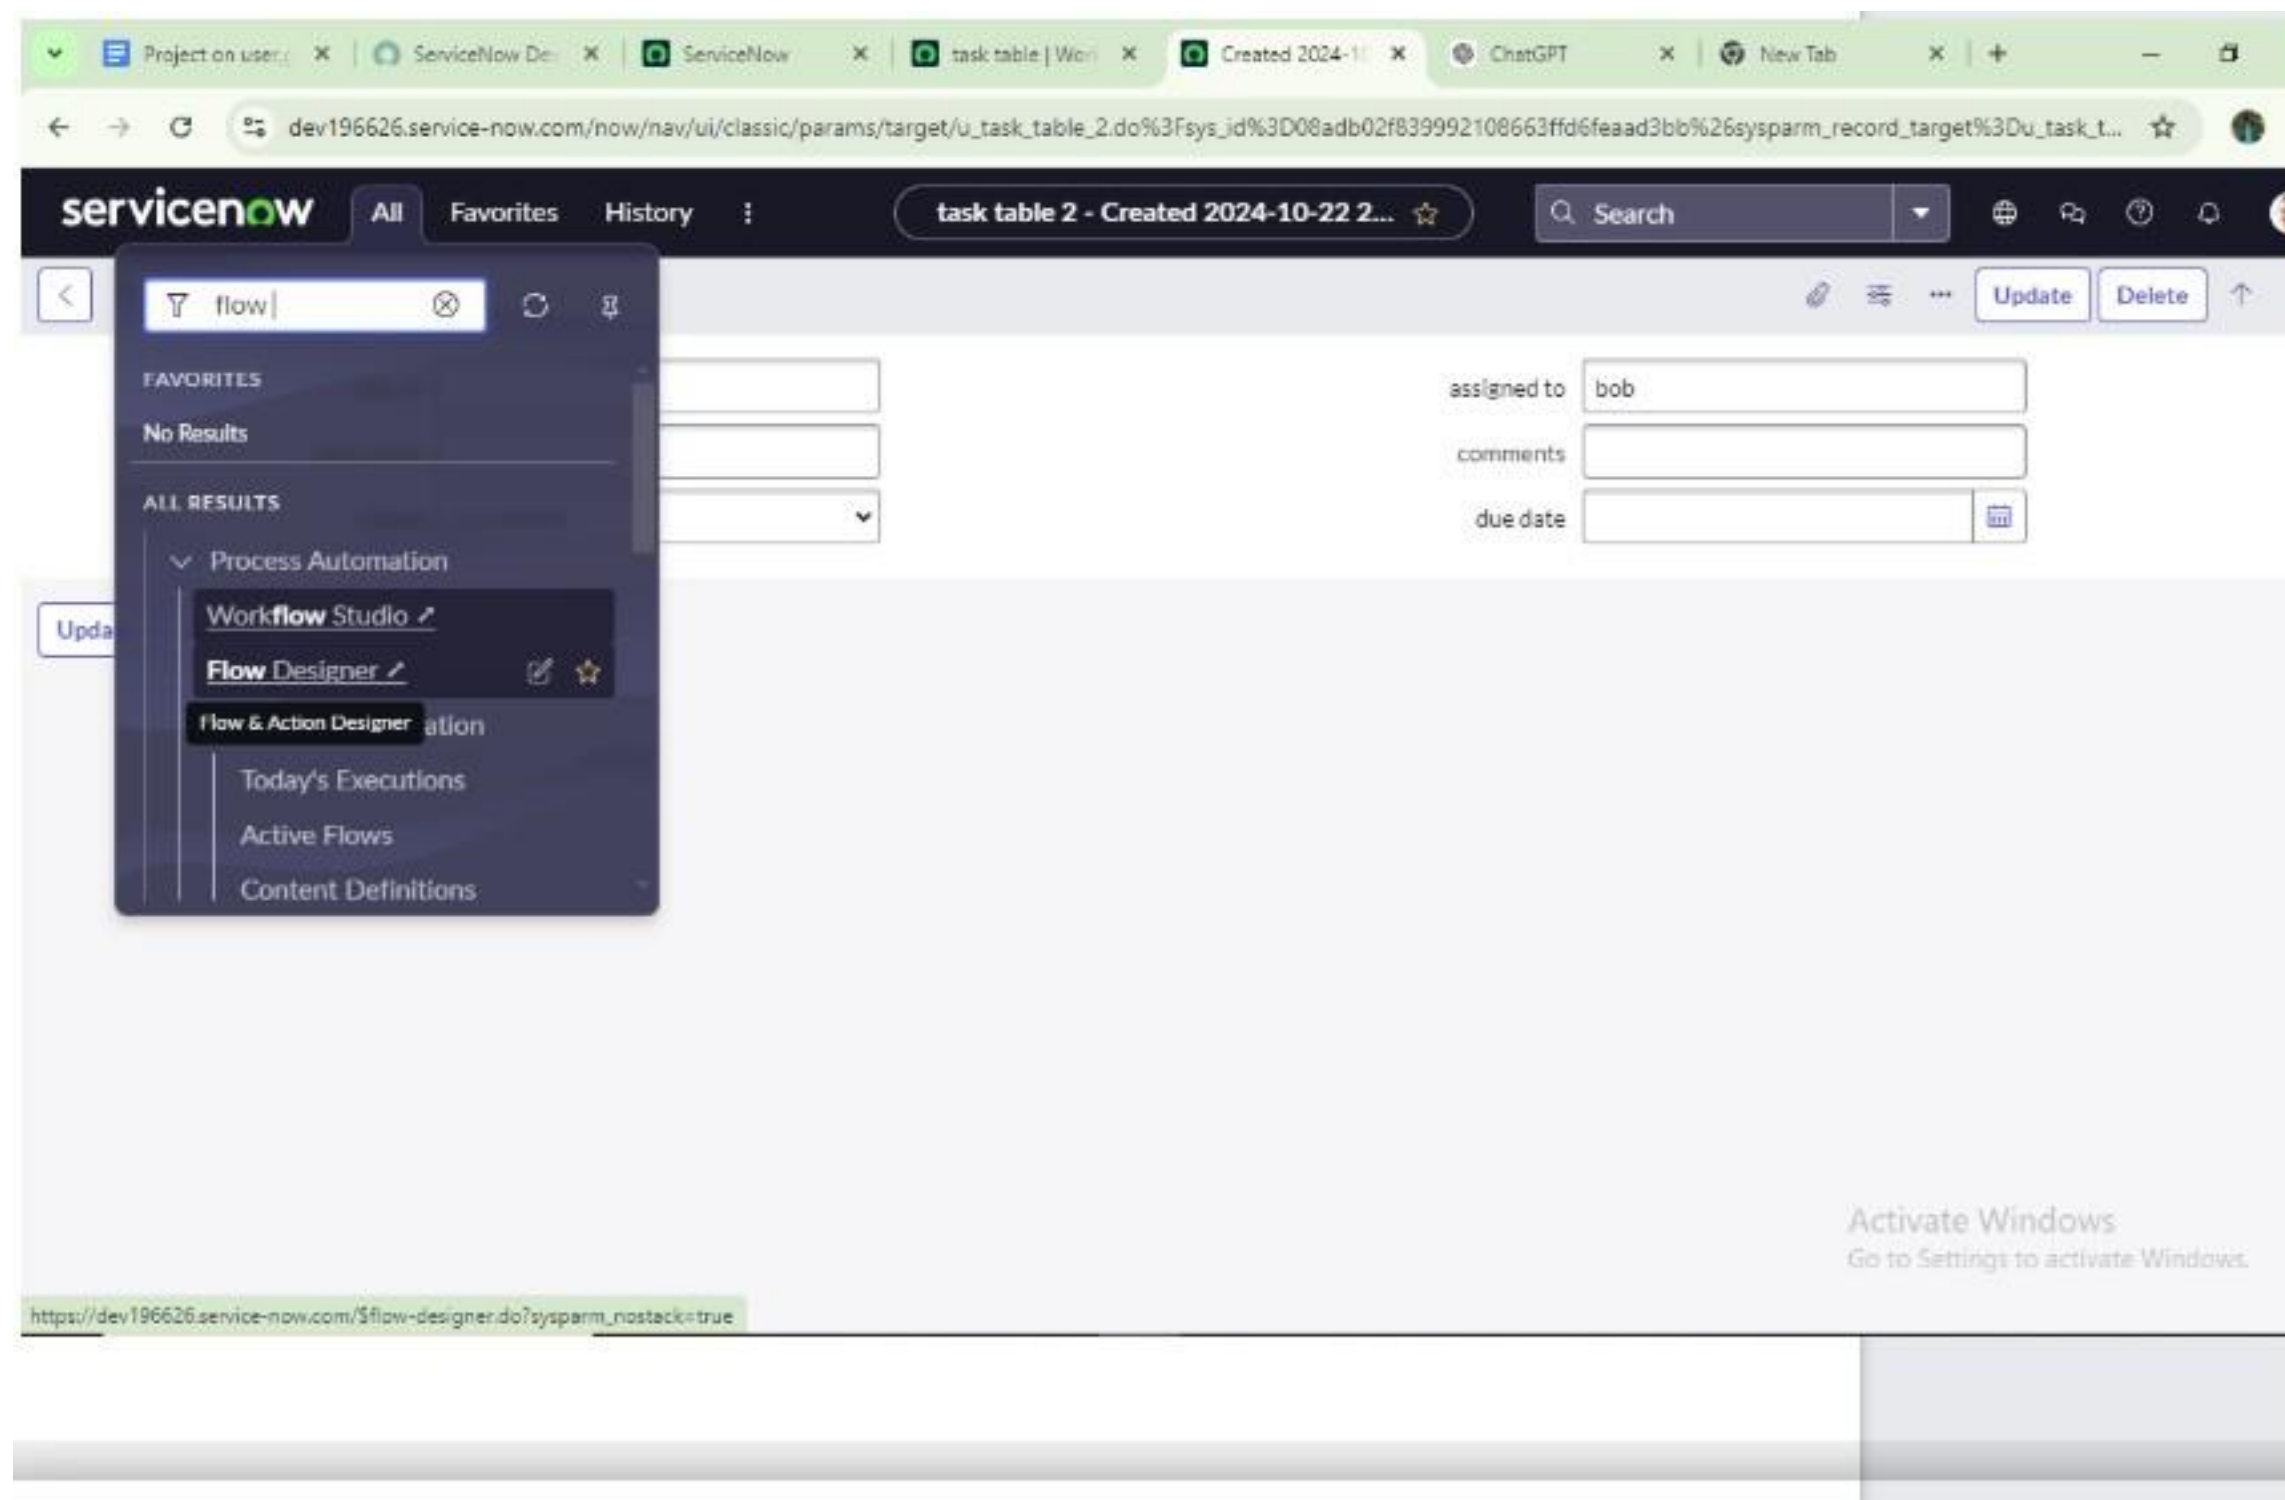 Project on user. ServiceNow De ServiceNow task table | Wor Created 2024-1 ChatGPT New Tab
dev196626.service-now.com/now/nav/ui/classic/params/target/u_task_table_2.do%3Fsys_id%3D08adb02f839992108663ffd6feaad3bb%26sysparm_record_target%3Du_task_t...
servicenow All Favorites History task table 2 - Created 2024-10-22 2... Search
flow Update Delete
FAVORITES
assigned to bob
No Results
comments
ALL RESULTS
due date
Process Automation
Workflow Studio
Upda
Flow Designer
Flow & Action Designer ation
Today's Executions
Active Flows
Content Definitions
Activate Windows
Go to Settings to activate Windows.
https://dev196626.service-now.com/$flow-designer.do?sysparm_nostack=true